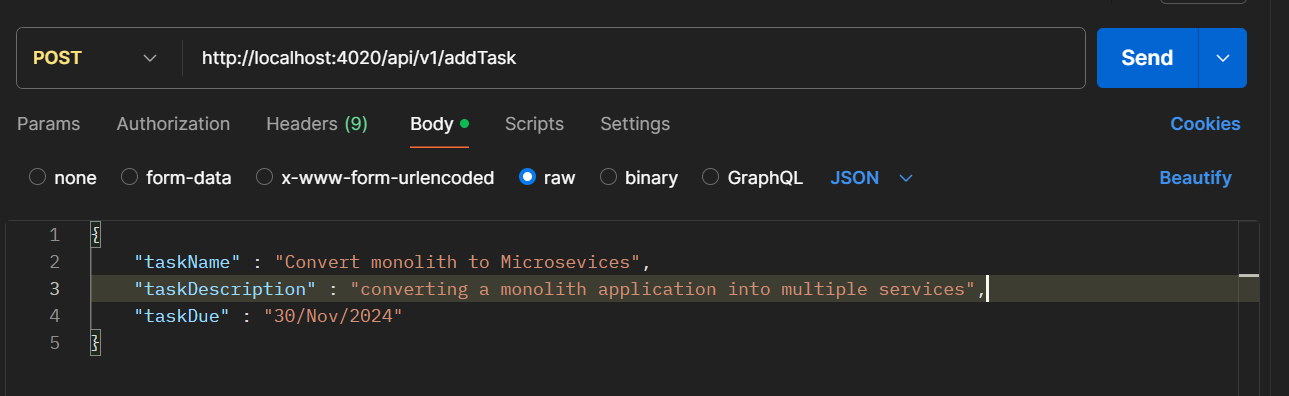 POST http://localhost:4020/api/v1/addTask Send
Params Authorization Headers (9) Body Scripts Settings Cookies
none form-data x-www-form-urlencoded raw binary GraphQL JSON Beautify
1 {
2 "taskName" : "Convert monolith to Microsevices",
3 "taskDescription" : "converting a monolith application into multiple services",
4 "taskDue" : "30/Nov/2024"
5 }